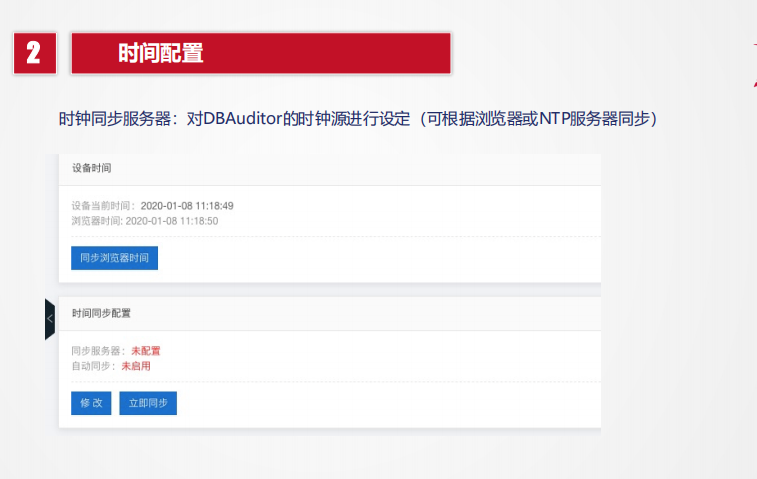 2
时间配置
时钟同步服务器：对DBAuditor的时钟源进行设定（可根据浏览器或NTP服务器同步）
设备时间
设备当前时间：2020-01-08 11:18:49
浏览器时间: 2020-01-08 11:18:50
同步浏览器时间
时间同步配置
同步服务器：未配置
自动同步：未启用
修 改 立即同步